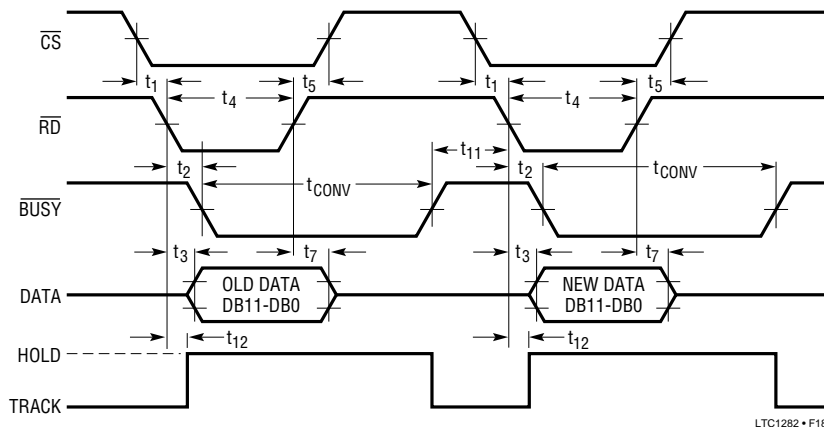 CS
t1 t5 t1 t5
t4 t4
RD
t2 t11 t2
tCONV tCONV
BUSY
t3 t7 t3 t7
DATA OLD DATA NEW DATA
DB11-DB0 DB11-DB0
t12 t12
HOLD
TRACK
LTC1282 • F18